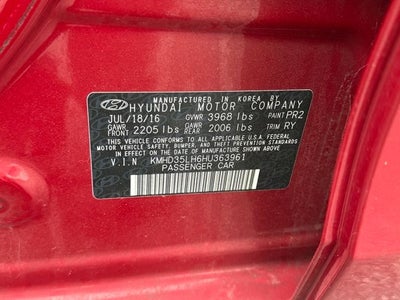 MANUFACTURED IN KOREA BY
HYUNDAI MOTOR COMPANY
JUL/18/16 GVWR 3968 lbs PAINT PR2
GAWR FRONT 2205 lbs GAWR REAR 2006 lbs TRIM RY
THIS VEHICLE CONFORMS TO ALL APPLICABLE U.S.A. FEDERAL
MOTOR VEHICLE SAFETY, BUMPER, AND THEFT PREVENTION STANDARDS
IN EFFECT ON THE DATE OF MANUFACTURE SHOWN ABOVE.
V.I.N KMHD35LH6HU363961
PASSENGER CAR